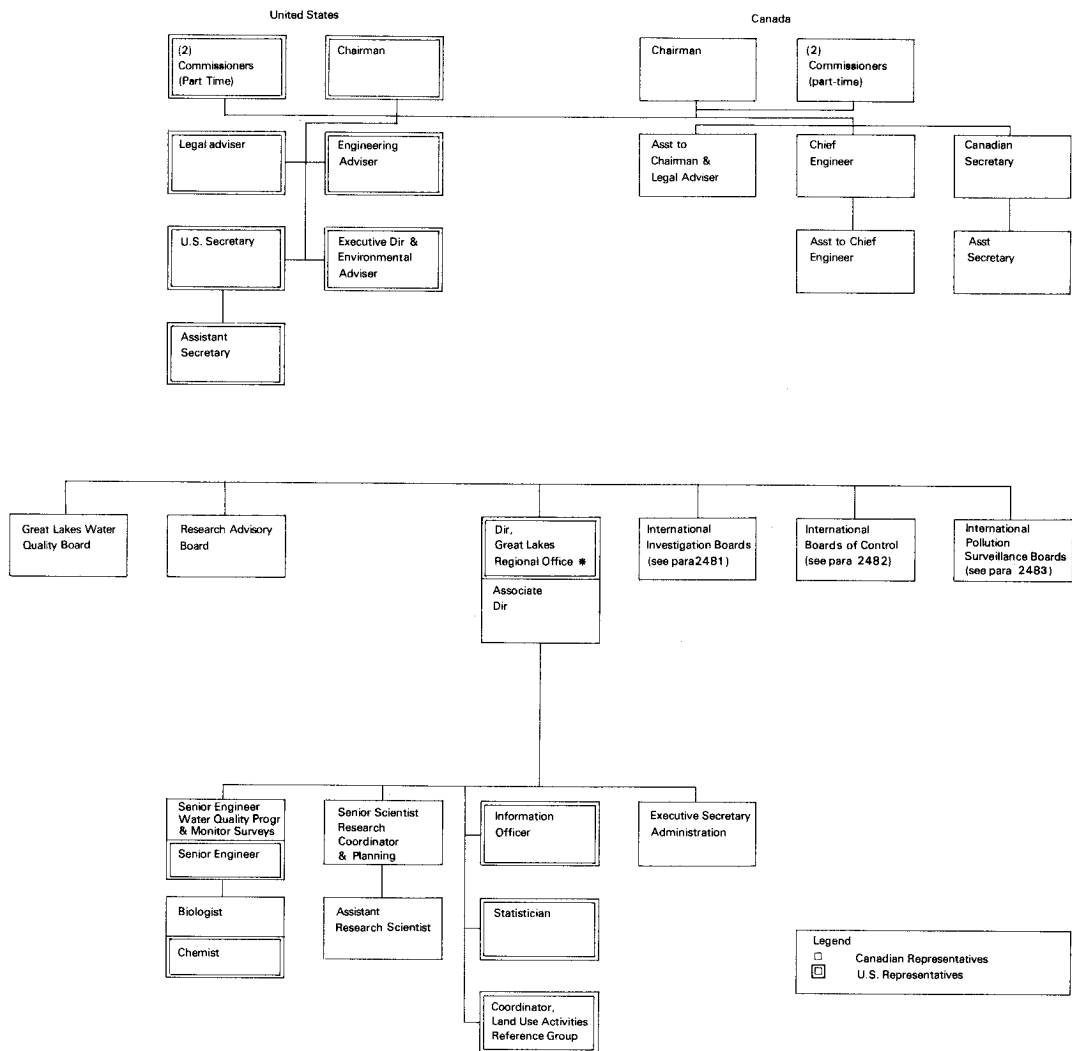 United States
Canada
(2)
Commissioners
(Part Time)
Chairman
Chairman
(2)
Commissioners
(part-time)
Legal adviser
Engineering
Adviser
Asst to
Chairman &
Legal Adviser
Chief
Engineer
Canadian
Secretary
U.S. Secretary
Executive Dir &
Environmental
Adviser
Asst to Chief
Engineer
Asst
Secretary
Assistant
Secretary
Great Lakes Water
Quality Board
Research Advisory
Board
Dir,
Great Lakes
Regional Office *
Associate
Dir
International
Investigation Boards
(see para2481)
International
Boards of Control
(see para 2482)
International
Pollution
Surveillance Boards
(see para 2483)
Senior Engineer
Water Quality Progr
& Monitor Surveys
Senior Engineer
Biologist
Chemist
Senior Scientist
Research
Coordinator
& Planning
Assistant
Research Scientist
Information
Officer
Statistician
Coordinator,
Land Use Activities
Reference Group
Executive Secretary
Administration
Legend
Canadian Representatives
U.S. Representatives